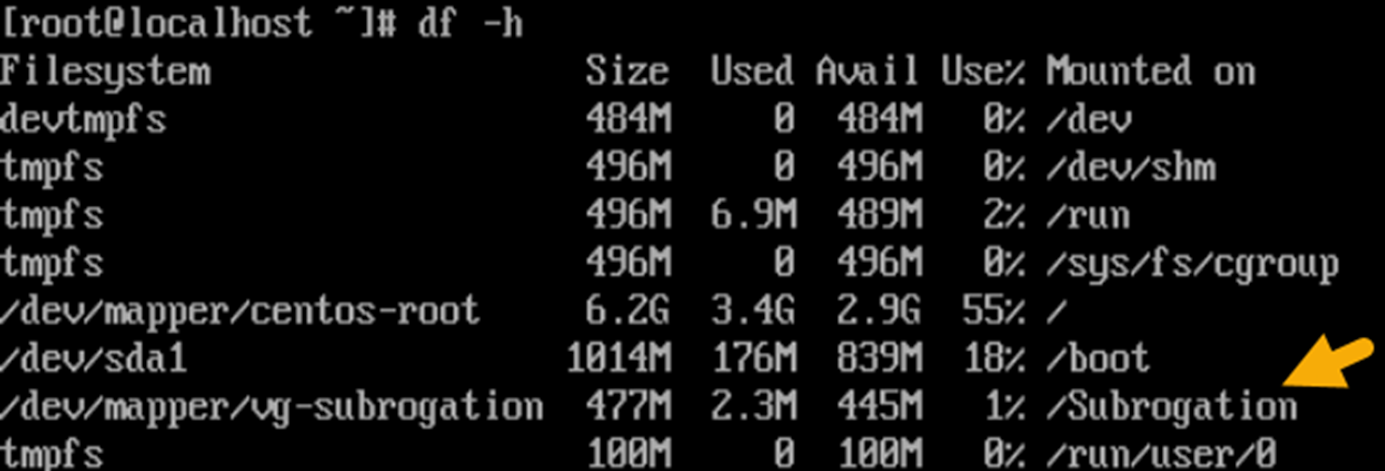 [root@localhost ~]# df -h
Filesystem Size Used Avail Use% Mounted on
devtmpfs 484M 0 484M 0% /dev
tmpfs 496M 0 496M 0% /dev/shm
tmpfs 496M 6.9M 489M 2% /run
tmpfs 496M 0 496M 0% /sys/fs/cgroup
/dev/mapper/centos-root 6.2G 3.4G 2.9G 55% /
/dev/sda1 1014M 176M 839M 18% /boot
/dev/mapper/vg-subrogation 477M 2.3M 445M 1% /Subrogation
tmpfs 100M 0 100M 0% /run/user/0